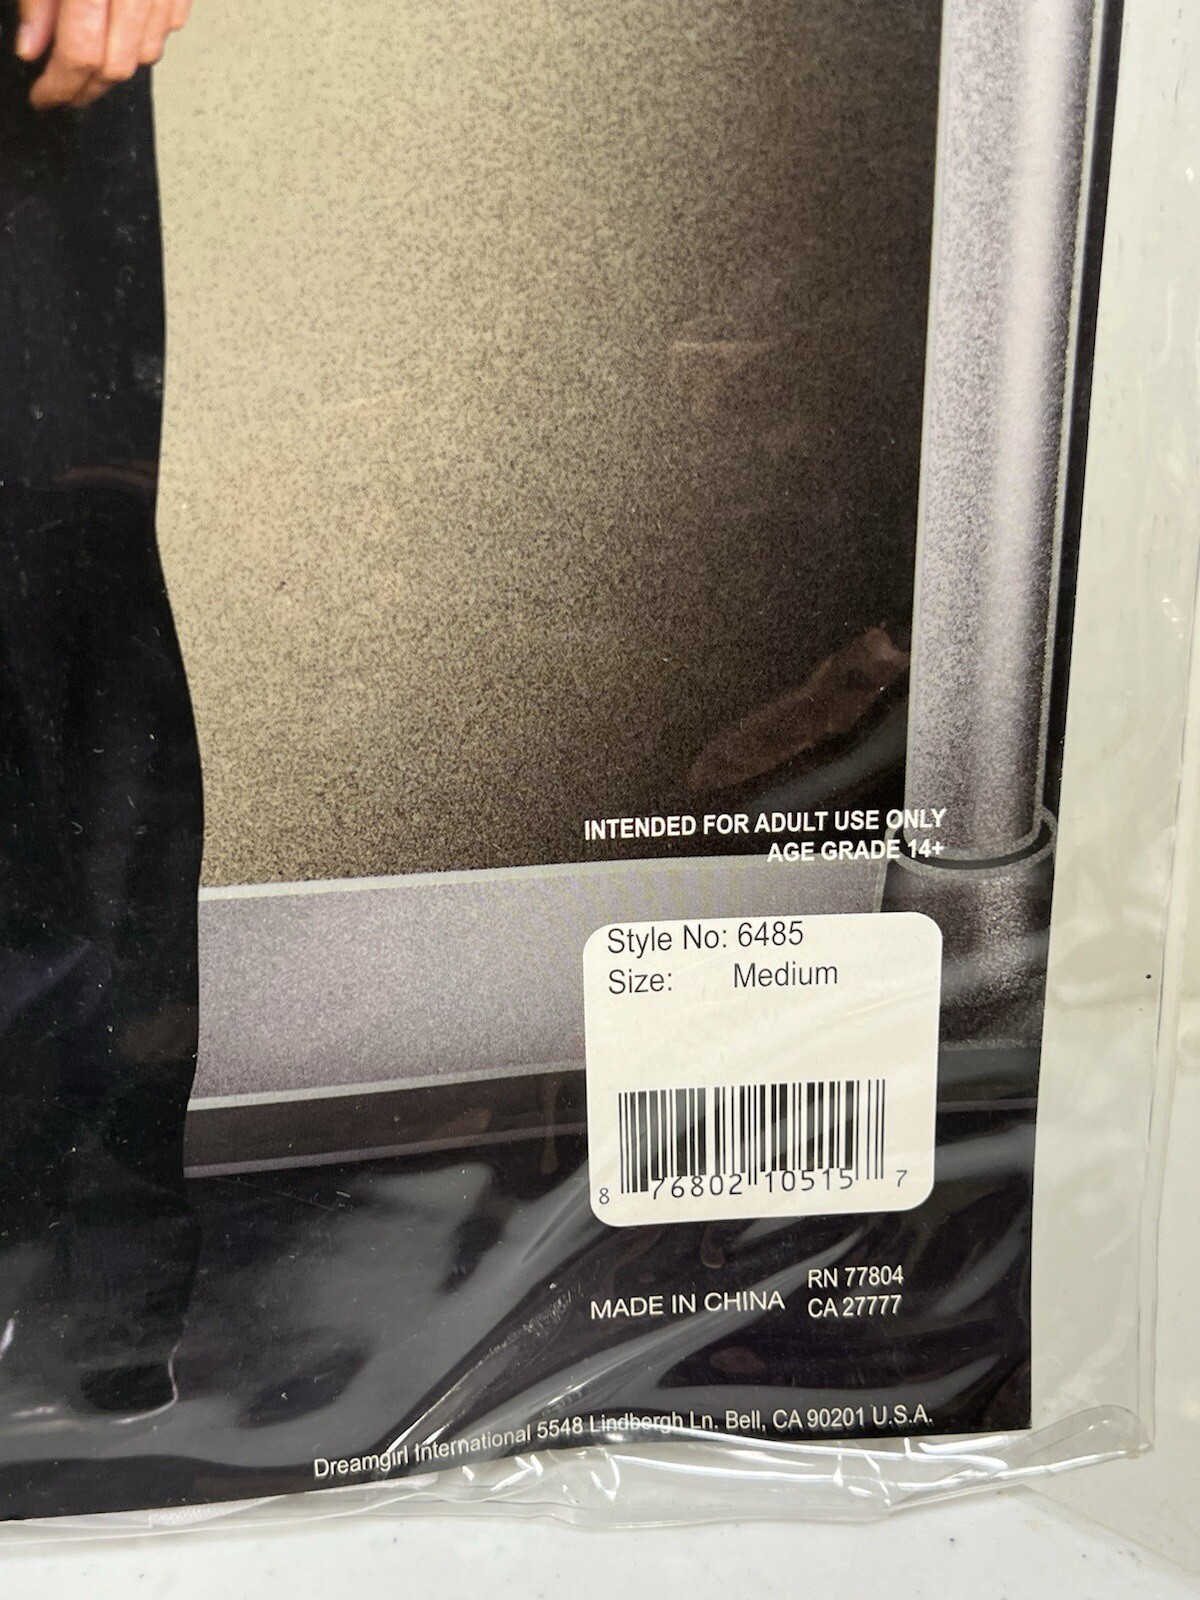 INTENDED FOR ADULT USE ONLY
AGE GRADE 14+
Style No: 6485
Size: Medium
8 76802 10515 7
MADE IN CHINA
RN 77804
CA 27777
Dreamgirl International 5548 Lindbergh Ln. Bell, CA 90201 U.S.A.